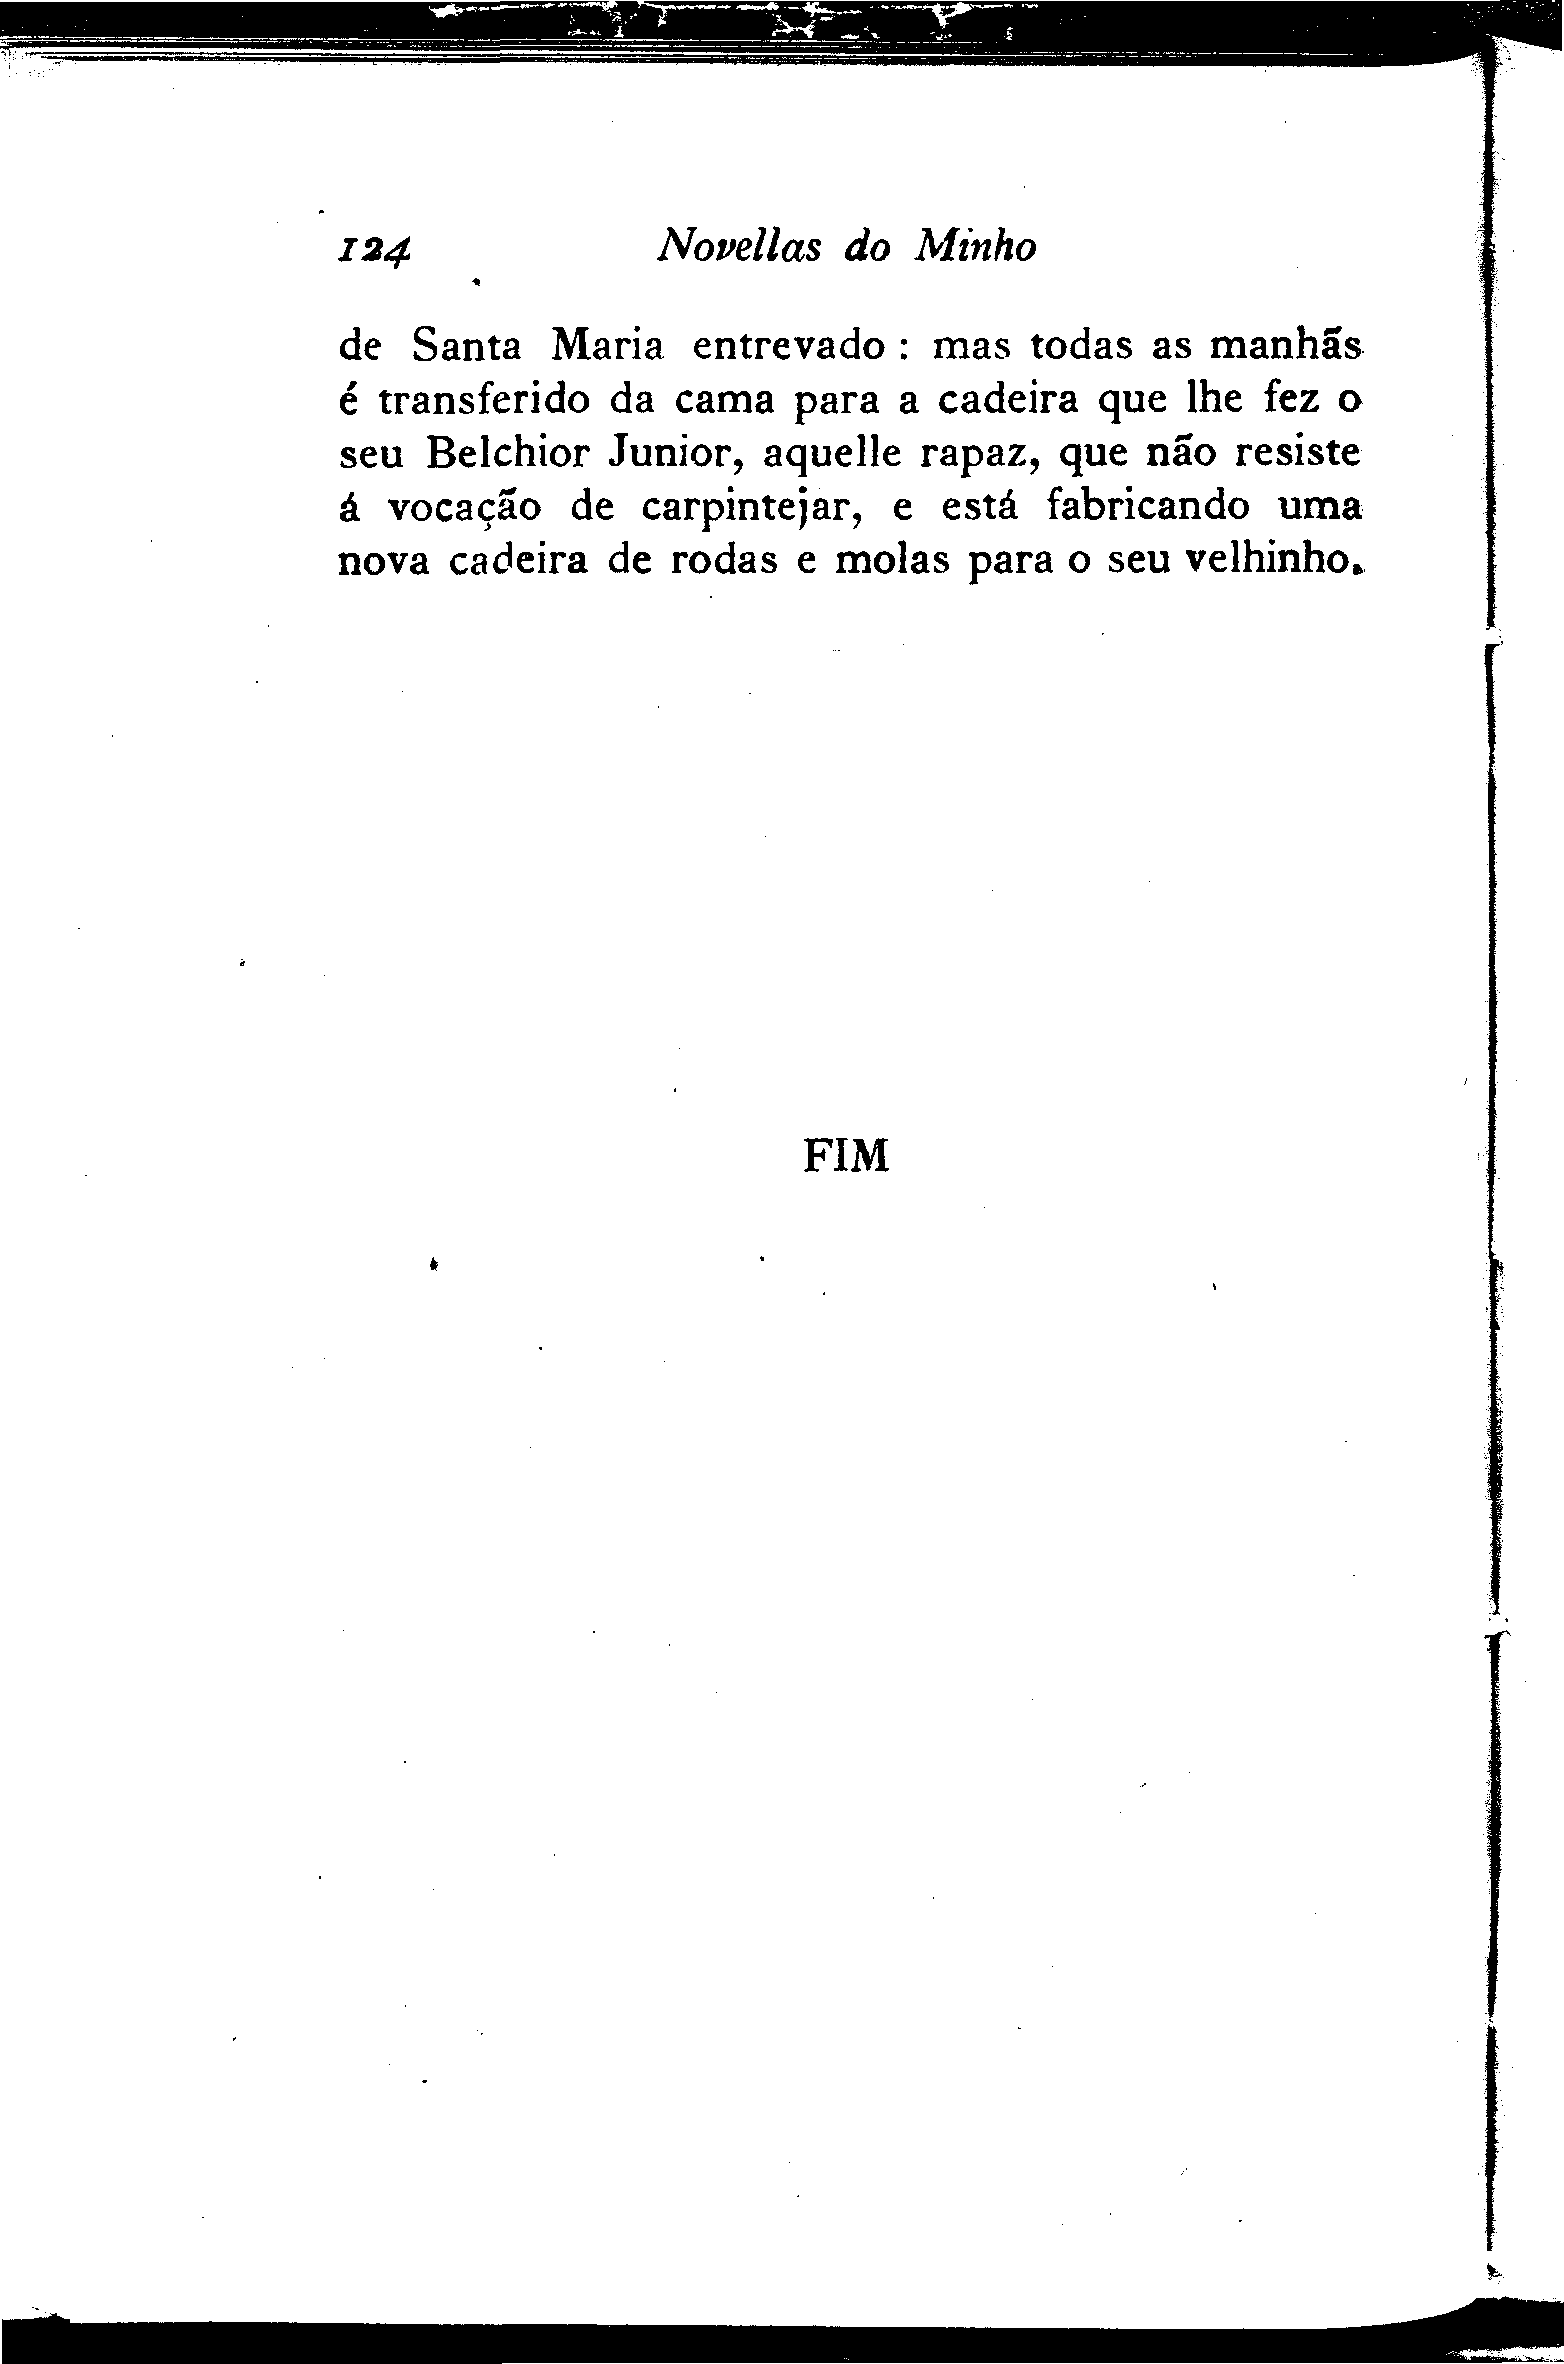 124 Novellas do Minho
de Santa Maria entrevado : mas todas as manhãs
é transferido da cama para a cadeira que lhe fez o
seu Belchior Junior, aquelle rapaz, que não resiste
á vocação de carpintejar, e está fabricando uma
nova cadeira de rodas e molas para o seu velhinho.
FIM